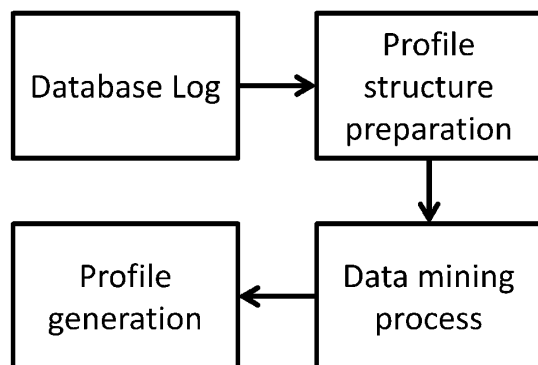 Database Log
Profile
structure
preparation
Data mining
process
Profile
generation